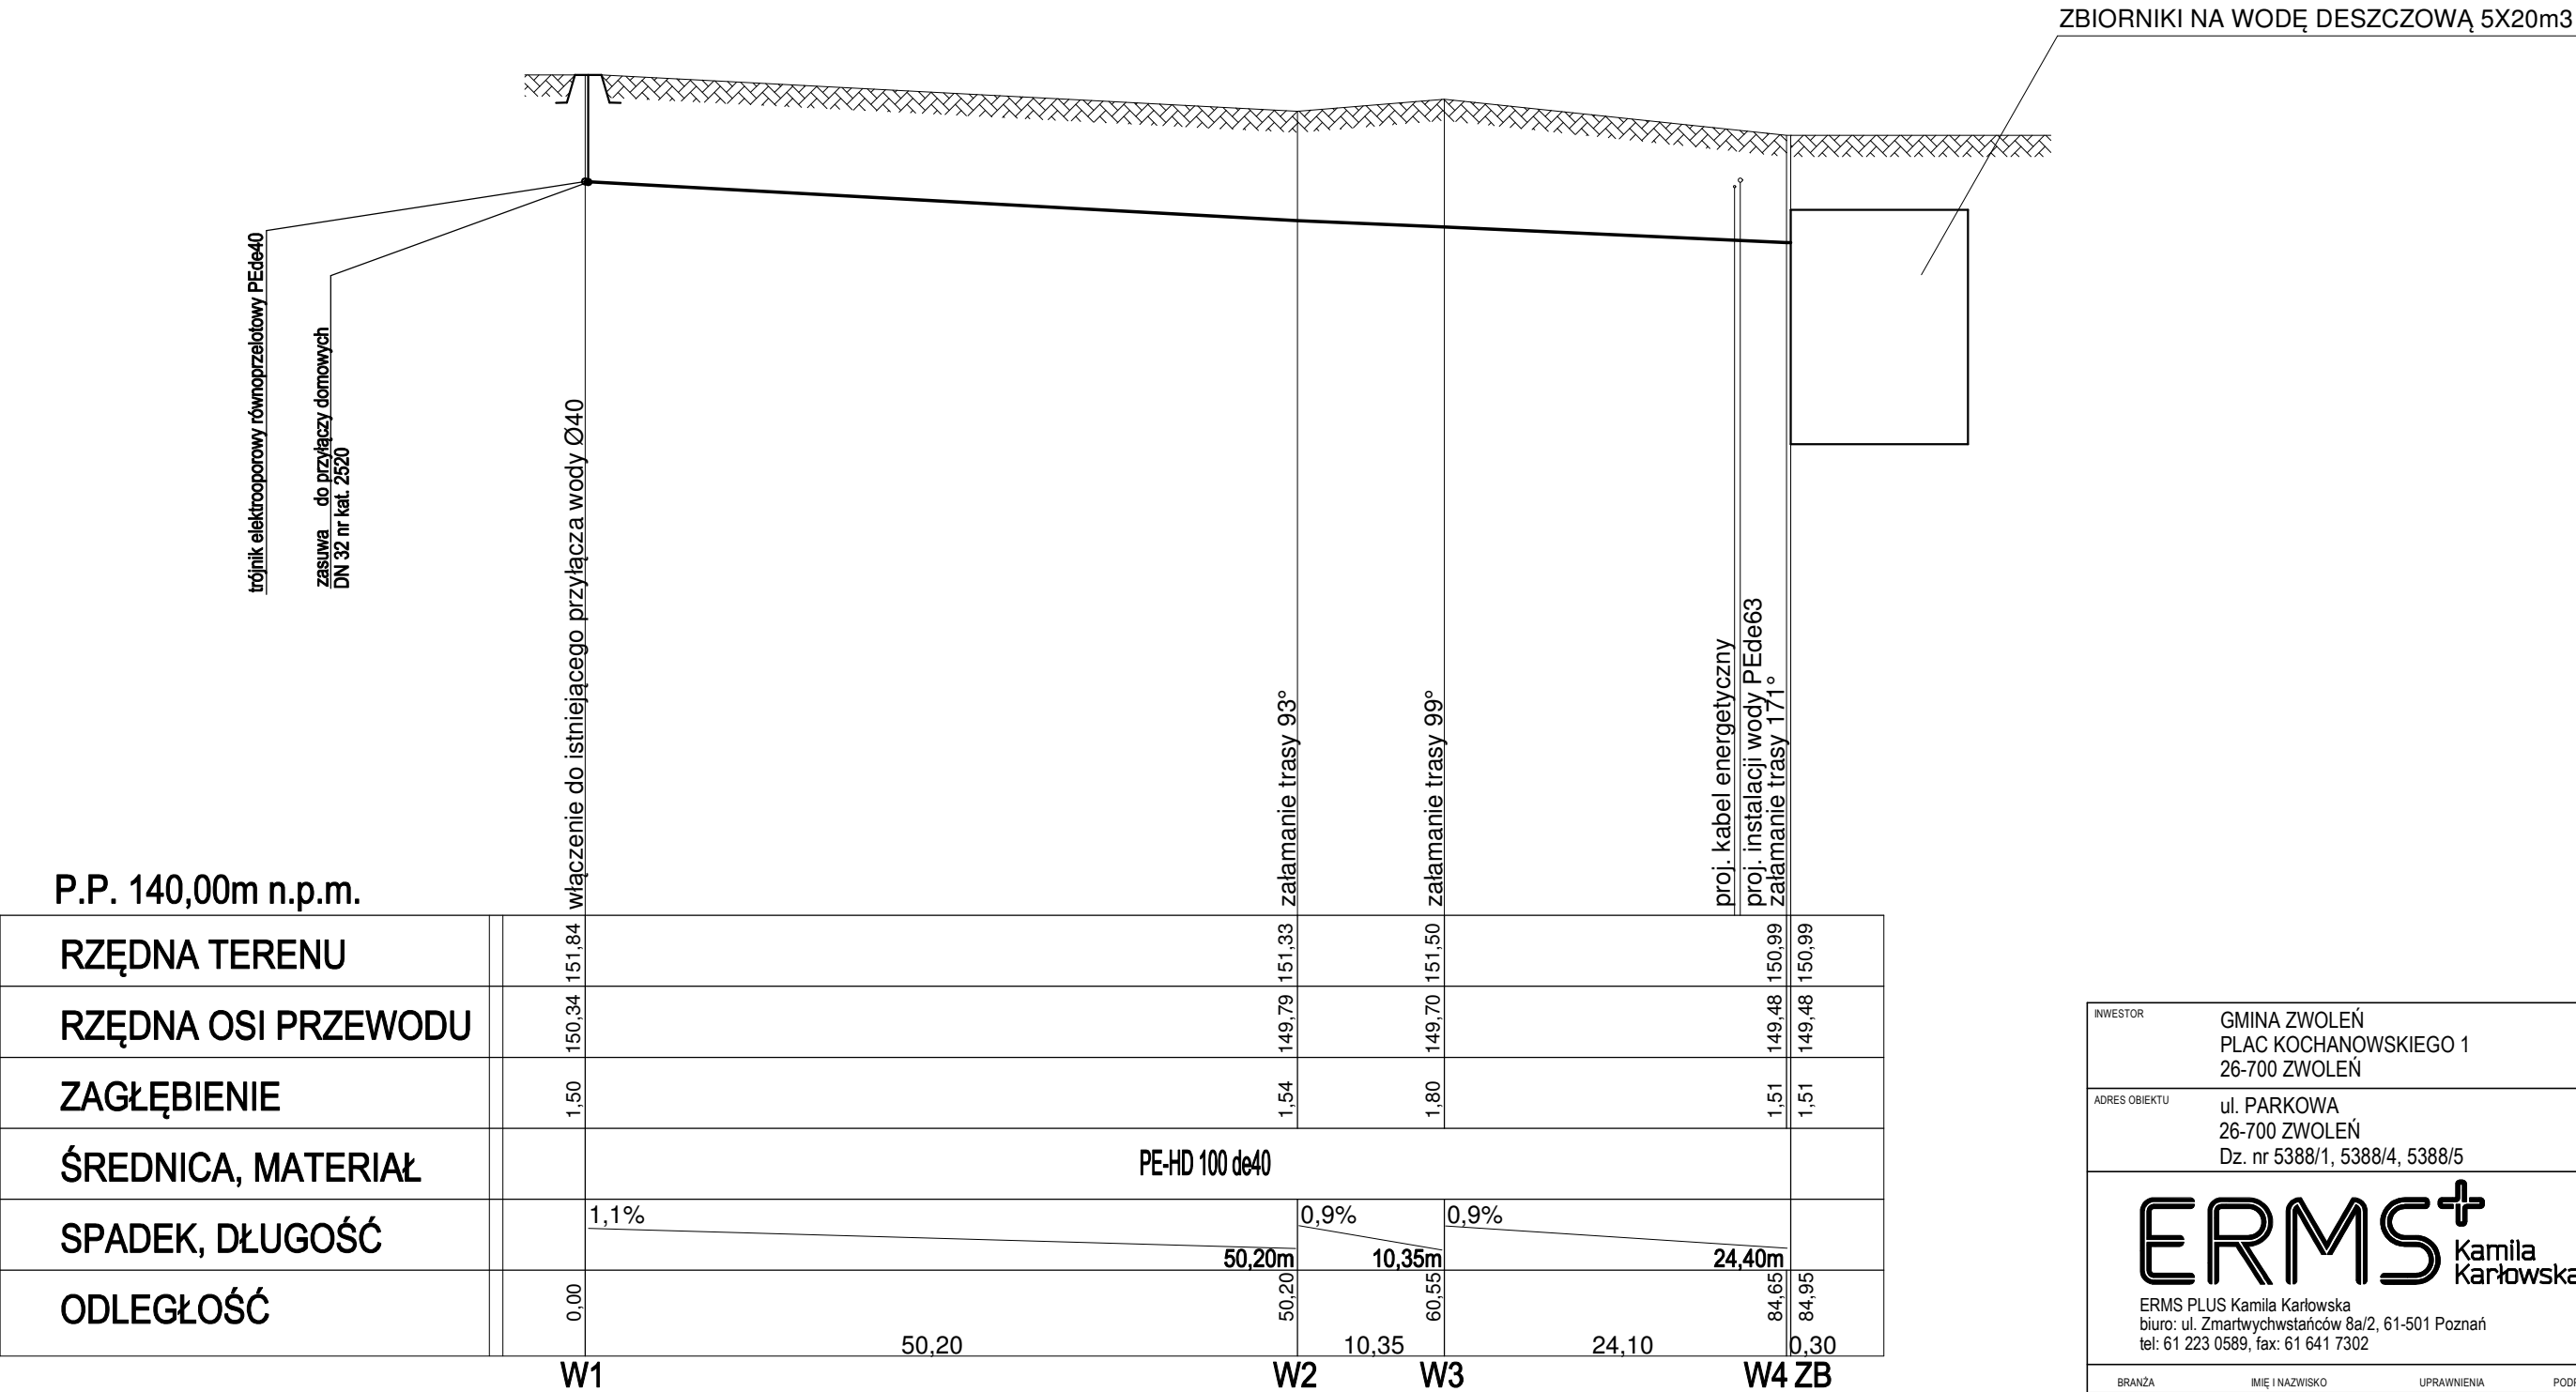 ZBIORNIKI NA WODĘ DESZCZOWĄ 5X20m3
trójnik elektrooporowy równoprzelotowy PEde40
zasuwa do przyłączy domowych
DN 32 nr kat. 2520
włączenie do istniejącego przyłącza wody Ø40
załamanie trasy 93°
załamanie trasy 99°
proj. kabel energetyczny
proj. instalacji wody PEde63
załamanie trasy 171°
P.P. 140,00m n.p.m.
RZĘDNA TERENU 151,84 151,33 151,50 150,99 150,99
RZĘDNA OSI PRZEWODU 150,34 149,79 149,70 149,48 149,48
ZAGŁĘBIENIE 1,50 1,54 1,80 1,51 1,51
ŚREDNICA, MATERIAŁ PE-HD 100 de40
SPADEK, DŁUGOŚĆ 1,1% 50,20m 0,9% 10,35m 0,9% 24,40m
ODLEGŁOŚĆ 0,00 50,20 60,55 84,65 84,95
50,20 10,35 24,10 0,30
W1 W2 W3 W4 ZB
INWESTOR
GMINA ZWOLEŃ
PLAC KOCHANOWSKIEGO 1
26-700 ZWOLEŃ
ADRES OBIEKTU
ul. PARKOWA
26-700 ZWOLEŃ
Dz. nr 5388/1, 5388/4, 5388/5
ERMS+
Kamila
Karłowska
ERMS PLUS Kamila Karłowska
biuro: ul. Zmartwychwstańców 8a/2, 61-501 Poznań
tel: 61 223 0589, fax: 61 641 7302
BRANŻA IMIĘ I NAZWISKO UPRAWNIENIA